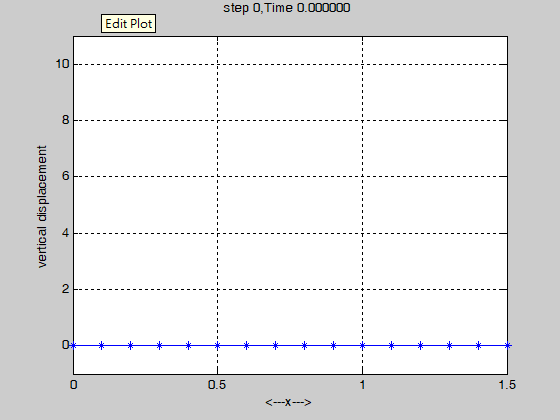 step 0,Time 0.000000
Edit Plot
10
8
6
4
2
0
vertical displacement
0 0.5 1 1.5
<---x--->